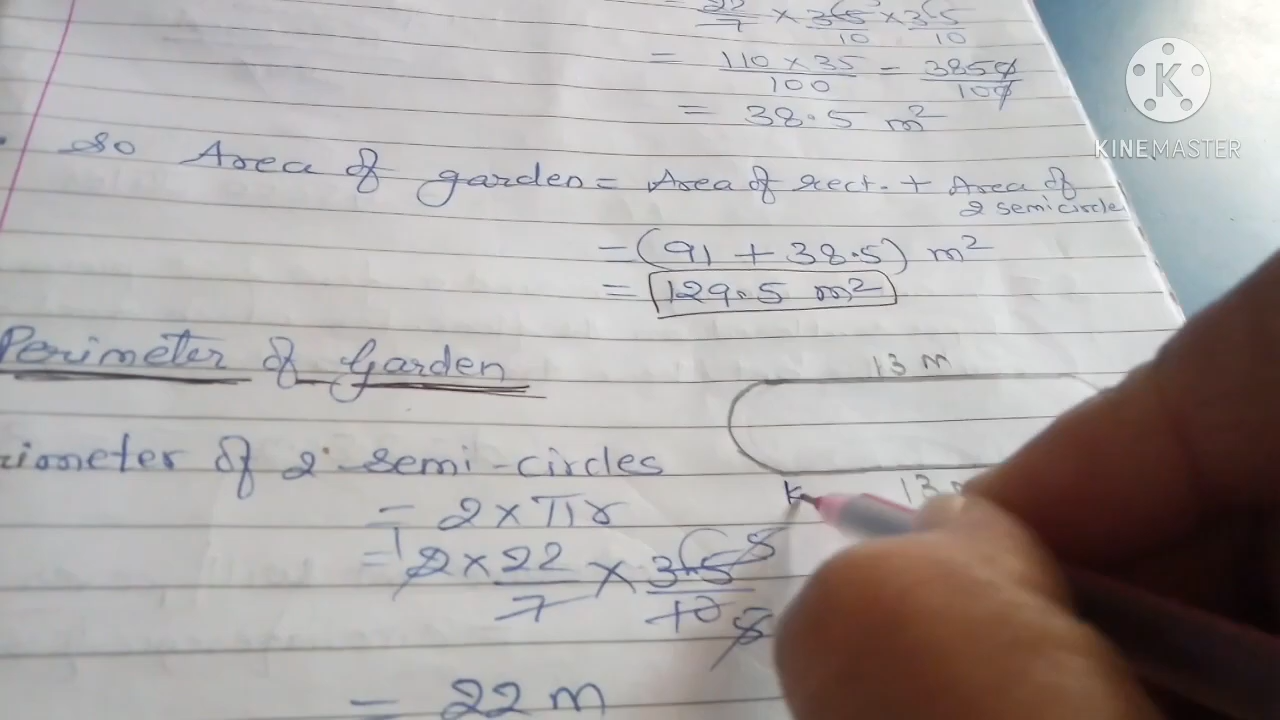 = 22/7 × 35/10 × 35/10
= 110 × 35/100 = 3850/100
= 38.5 m²
K
KINEMASTER
So Area of garden = Area of rect. + Area of 2 semicircle
= (91 + 38.5) m²
= 129.5 m²
Perimeter of Garden
13 m
rimeter of 2 semi-circles
13
= 2 × πr
= 2 × 22/7 × 35/10
= 22 m